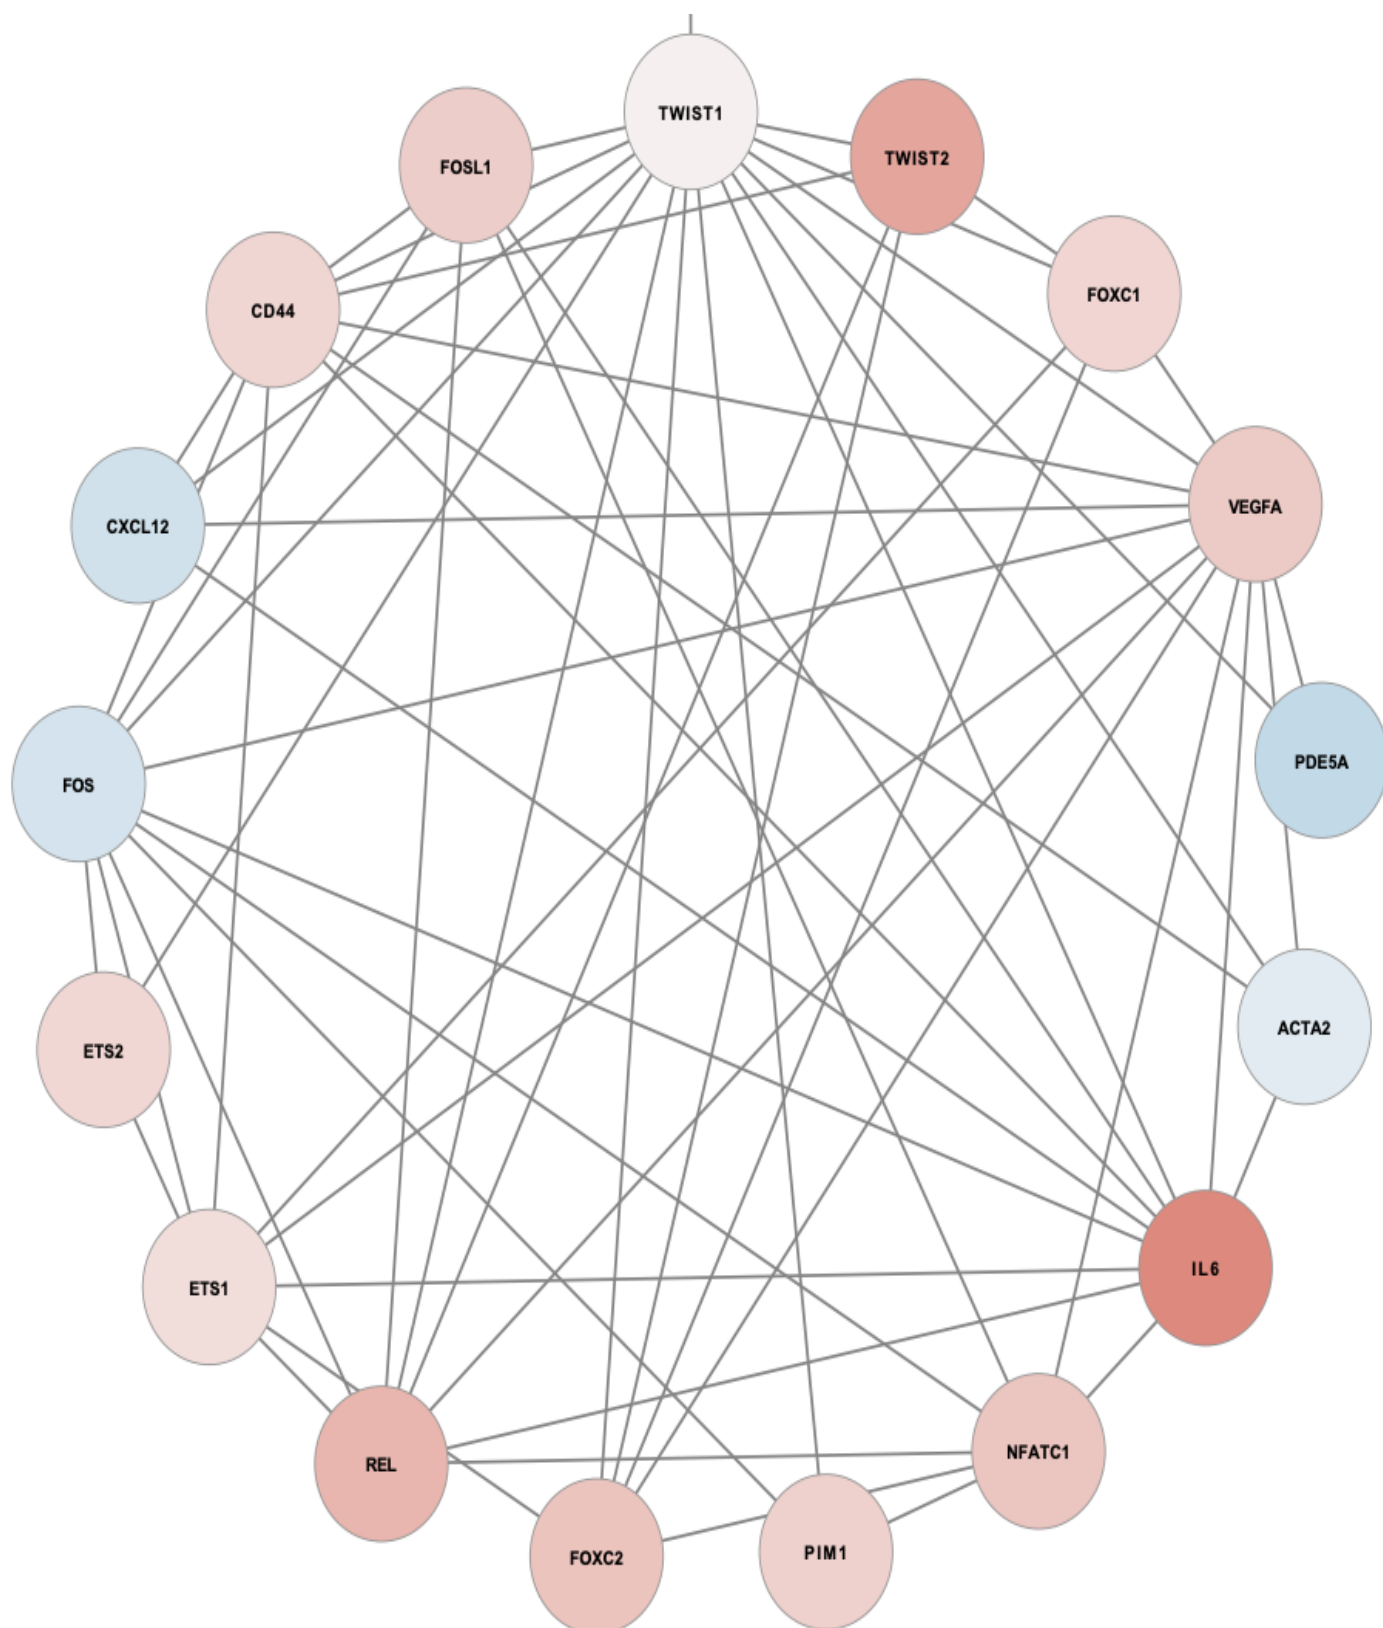 TWIST1
TWIST2
FOSL1
FOXC1
CD44
VEGFA
CXCL12
PDE5A
FOS
ACTA2
ETS2
IL6
ETS1
NFATC1
REL
PIM1
FOXC2